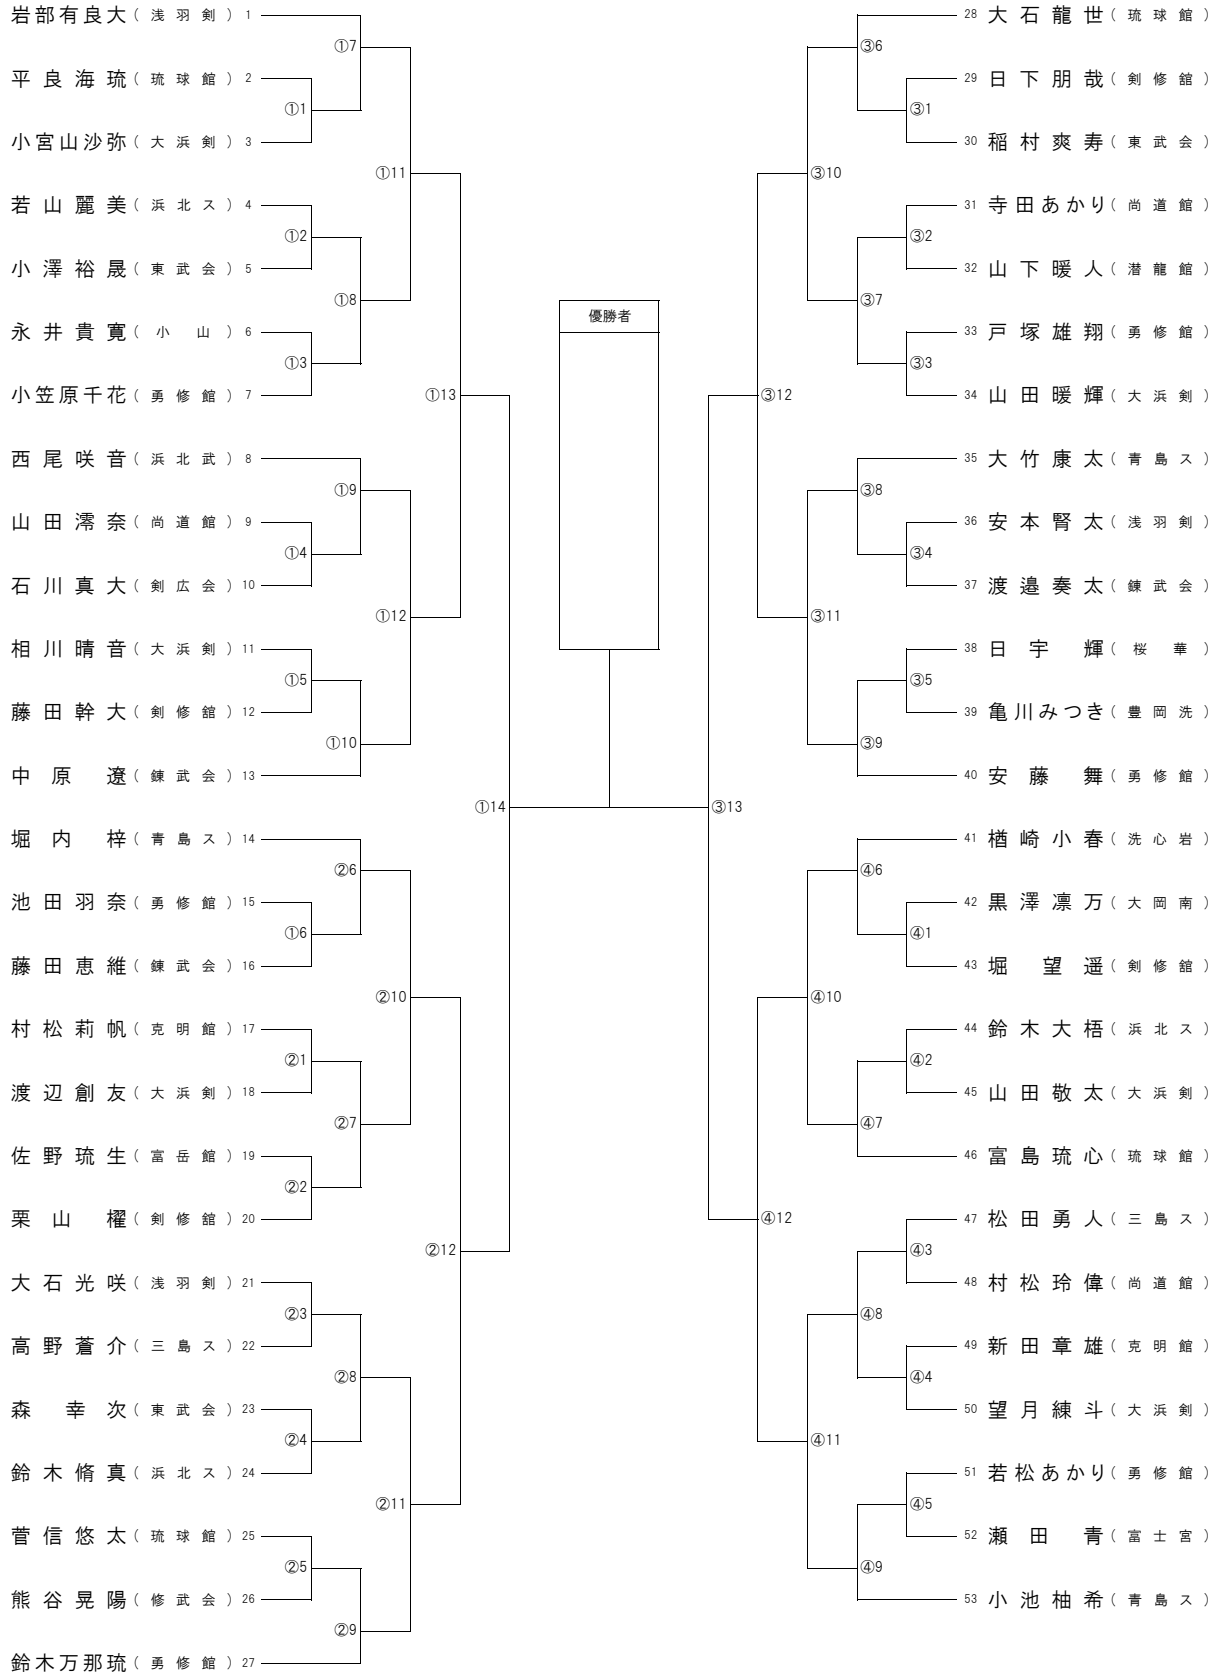 岩部有良大（浅羽剣）1
①7
平良海琉（琉球館）2
①1
小宮山沙弥（大浜剣）3
①11
若山麗美（浜北ス）4
①2
小澤裕晟（東武会）5
①8
永井貴寛（小山）6
①3
小笠原千花（勇修館）7
①13
西尾咲音（浜北武）8
①9
山田澪奈（尚道館）9
①4
石川真大（剣広会）10
①12
相川晴音（大浜剣）11
①5
藤田幹大（剣修舘）12
①10
中原遼（錬武会）13
①14
堀内梓（青島ス）14
②6
池田羽奈（勇修館）15
①6
藤田恵維（錬武会）16
②10
村松莉帆（克明館）17
②1
渡辺創友（大浜剣）18
②7
佐野琉生（富岳館）19
②2
栗山櫂（剣修舘）20
②12
大石光咲（浅羽剣）21
②3
高野蒼介（三島ス）22
②8
森幸次（東武会）23
②4
鈴木脩真（浜北ス）24
②11
菅信悠太（琉球館）25
②5
熊谷晃陽（修武会）26
②9
鈴木万那琉（勇修館）27
優勝者
28 大石龍世（琉球館）
③6
29 日下朋哉（剣修舘）
③1
30 稲村爽寿（東武会）
③10
31 寺田あかり（尚道館）
③2
32 山下暖人（潜龍館）
③7
33 戸塚雄翔（勇修館）
③3
34 山田暖輝（大浜剣）
③12
35 大竹康太（青島ス）
③8
36 安本賢太（浅羽剣）
③4
37 渡邉奏太（錬武会）
③11
38 日宇輝（桜華）
③5
39 亀川みつき（豊岡洗）
③9
40 安藤舞（勇修館）
③13
41 楢崎小春（洗心岩）
④6
42 黒澤凛万（大岡南）
④1
43 堀望遥（剣修舘）
④10
44 鈴木大梧（浜北ス）
④2
45 山田敬太（大浜剣）
④7
46 富島琉心（琉球館）
④12
47 松田勇人（三島ス）
④3
48 村松玲偉（尚道館）
④8
49 新田章雄（克明館）
④4
50 望月練斗（大浜剣）
④11
51 若松あかり（勇修館）
④5
52 瀬田青（富士宮）
④9
53 小池柚希（青島ス）